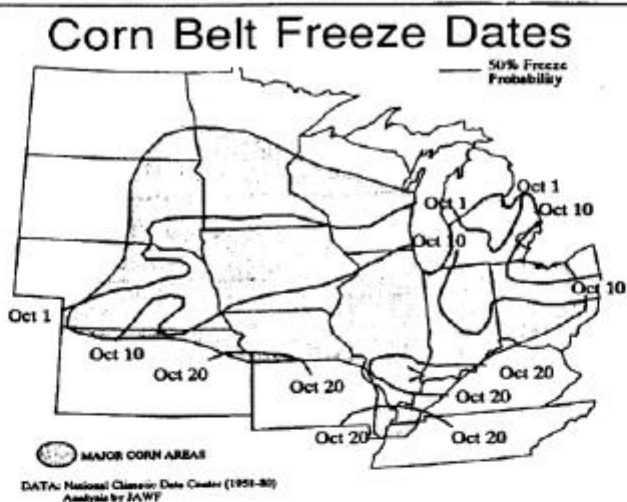 Corn Belt Freeze Dates
50% Freeze
Probability
Oct 1
Oct 1
Oct 10
Oct 10
Oct 10
Oct 1
Oct 10
Oct 20
Oct 20
Oct 20
Oct 20
Oct 20
Oct 20
MAJOR CORN AREAS
DATA: National Climatic Data Center (1951-80)
Analysis by JAWF